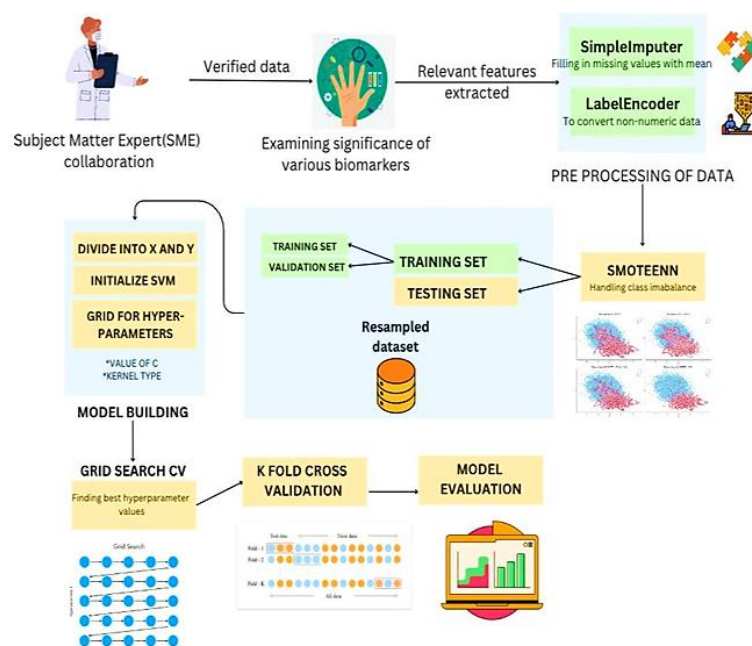 Verified data
Relevant features
extracted
SimpleImputer
Filling in missing values with mean
LabelEncoder
To convert non-numeric data
Subject Matter Expert(SME)
collaboration
Examining significance of
various biomarkers
PRE PROCESSING OF DATA
DIVIDE INTO X AND Y
INITIALIZE SVM
GRID FOR HYPER-
PARAMETERS
*VALUE OF C
*KERNEL TYPE
MODEL BUILDING
TRAINING SET
VALIDATION SET
TRAINING SET
TESTING SET
Resampled
dataset
SMOTEENN
Handling class imabalance
GRID SEARCH CV
Finding best hyperparameter
values
K FOLD CROSS
VALIDATION
MODEL
EVALUATION
Grid Search
Test data
Train data
Fold - 1
Fold - 2
Fold - K
All data